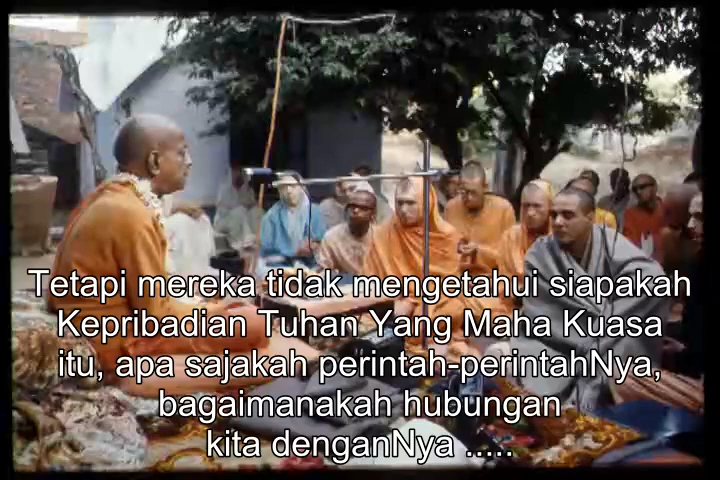 Tetapi mereka tidak mengetahui siapakah
Kepribadian Tuhan Yang Maha Kuasa
itu, apa sajakah perintah-perintahNya,
bagaimanakah hubungan
kita denganNya .....